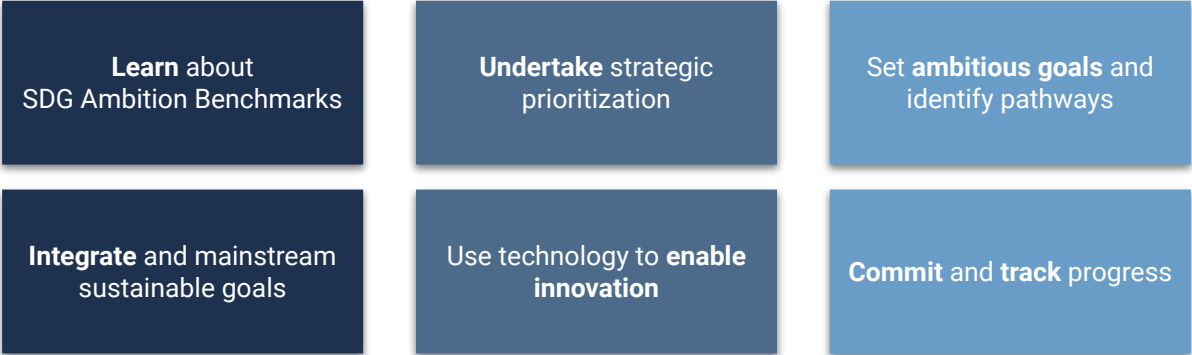 Learn about
SDG Ambition Benchmarks
Undertake strategic
prioritization
Set ambitious goals and
identify pathways
Integrate and mainstream
sustainable goals
Use technology to enable
innovation
Commit and track progress